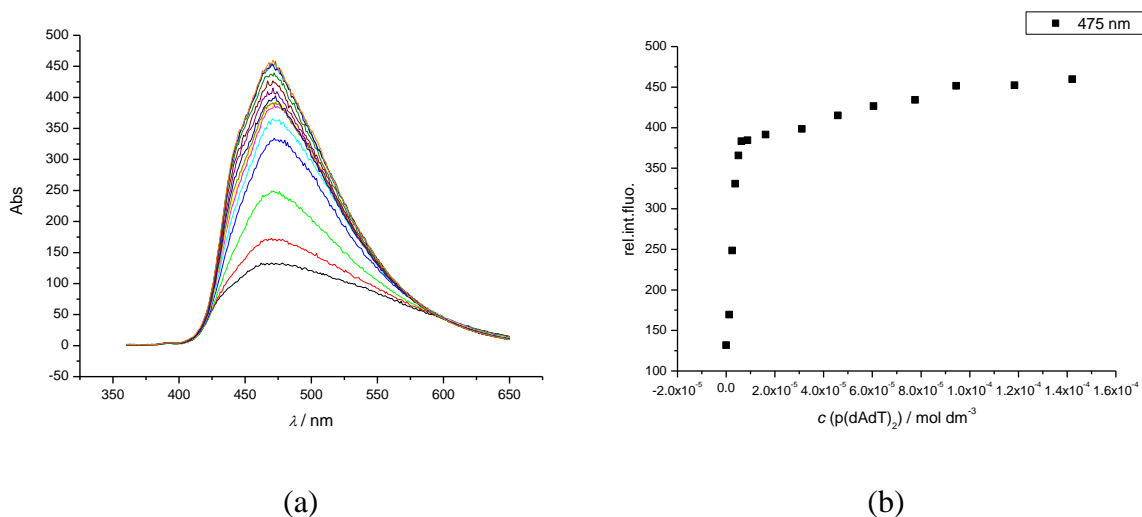 500
450
400
350
300
250
200
150
100
50
0
-50
Abs
350 400 450 500 550 600 650
λ / nm
(a)
475 nm
500
450
400
350
300
250
200
150
100
rel.int.fluo.
-2.0x10⁻⁵ 0.0 2.0x10⁻⁵ 4.0x10⁻⁵ 6.0x10⁻⁵ 8.0x10⁻⁵ 1.0x10⁻⁴ 1.2x10⁻⁴ 1.4x10⁻⁴ 1.6x10⁻⁴
c (p(dAdT)₂) / mol dm⁻³
(b)